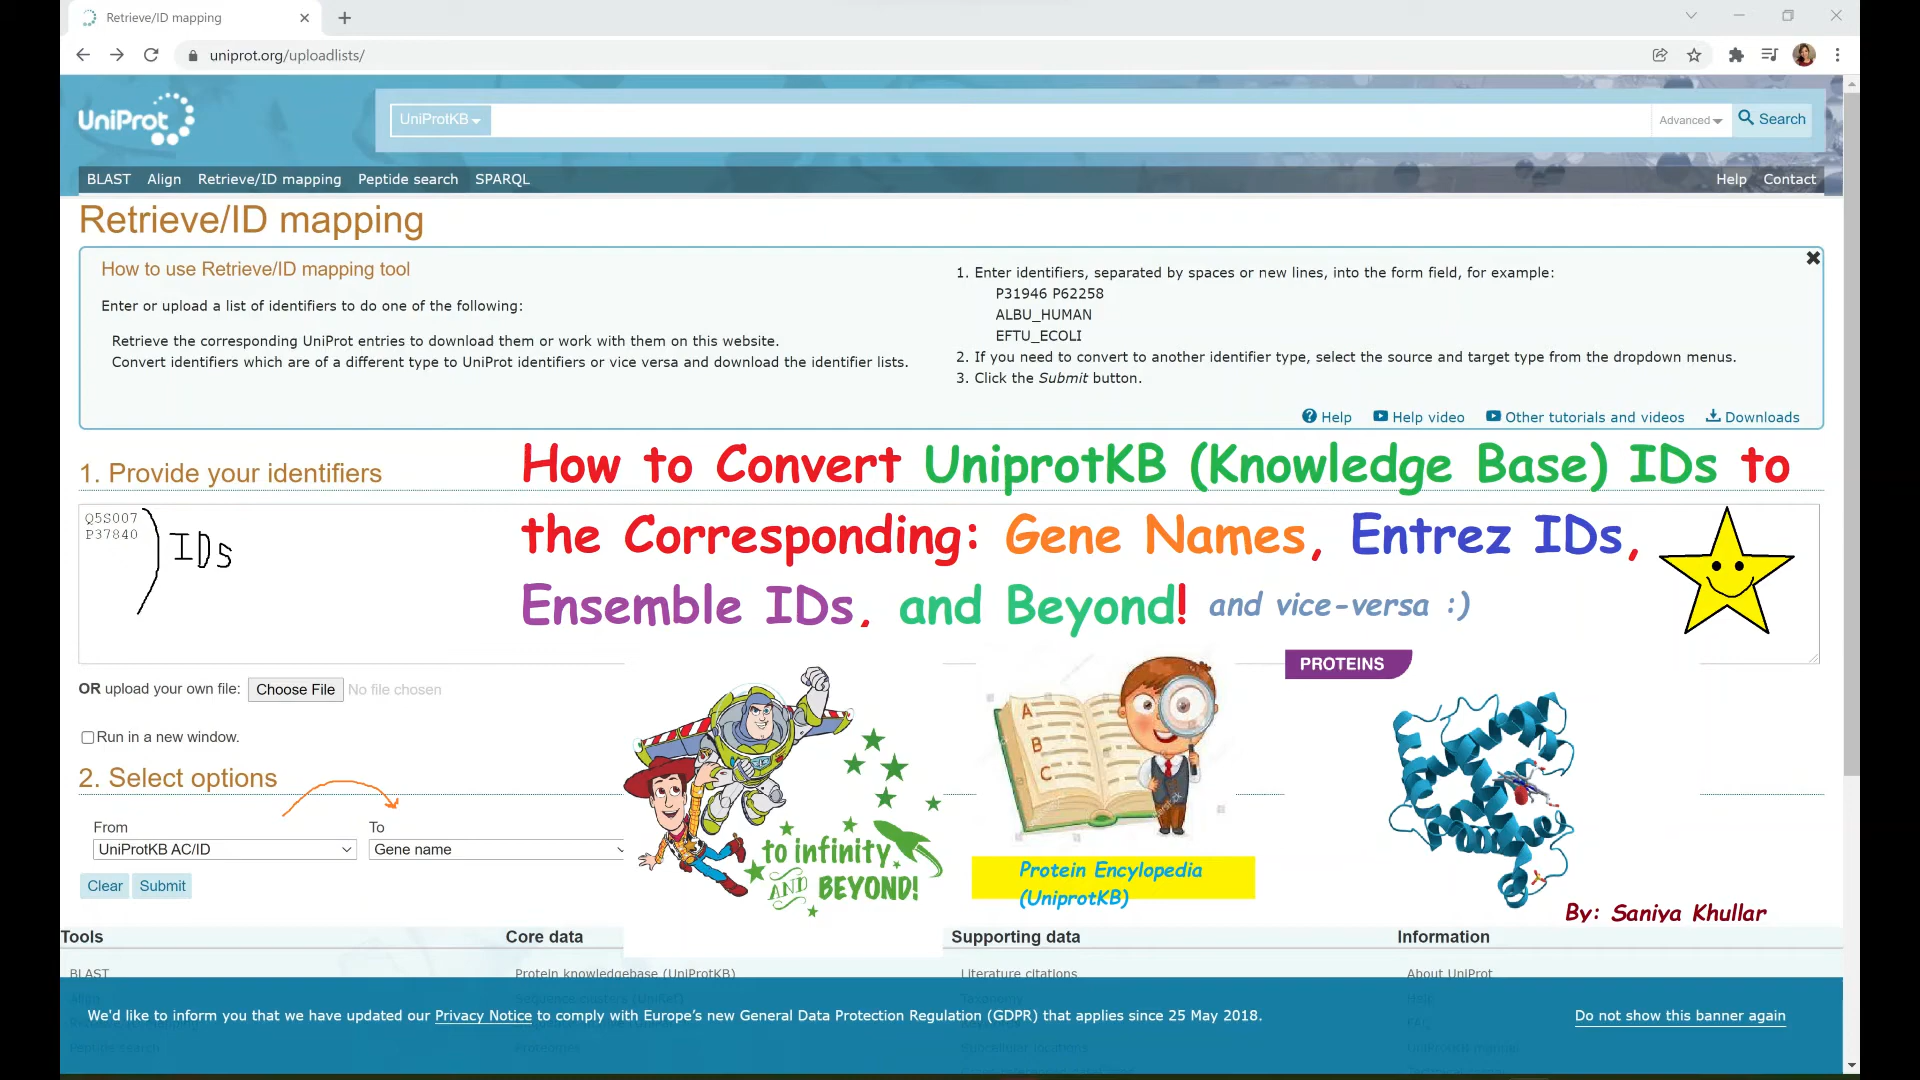 Retrieve/ID mapping
uniprot.org/uploadlists/
UniProt
UniProtKB
Advanced
Search
BLAST Align Retrieve/ID mapping Peptide search SPARQL
Help Contact
Retrieve/ID mapping
How to use Retrieve/ID mapping tool
Enter or upload a list of identifiers to do one of the following:
Retrieve the corresponding UniProt entries to download them or work with them on this website.
Convert identifiers which are of a different type to UniProt identifiers or vice versa and download the identifier lists.
1. Enter identifiers, separated by spaces or new lines, into the form field, for example:
P31946 P62258
ALBU_HUMAN
EFTU_ECOLI
2. If you need to convert to another identifier type, select the source and target type from the dropdown menus.
3. Click the Submit button.
Help Help video Other tutorials and videos Downloads
1. Provide your identifiers
How to Convert UniprotKB (Knowledge Base) IDs to
the Corresponding: Gene Names, Entrez IDs,
Ensemble IDs, and Beyond! and vice-versa :)
Q5S007
P37840
IDs
OR upload your own file: Choose File No file chosen
Run in a new window.
2. Select options
From To
UniProtKB AC/ID Gene name
Clear Submit
to infinity
AND BEYOND!
A
B
C
Protein Encylopedia
(UniprotKB)
PROTEINS
By: Saniya Khullar
Tools Core data Supporting data Information
BLAST Protein knowledgebase (UniProtKB) Literature citations About UniProt
We'd like to inform you that we have updated our Privacy Notice to comply with Europe's new General Data Protection Regulation (GDPR) that applies since 25 May 2018.
Do not show this banner again